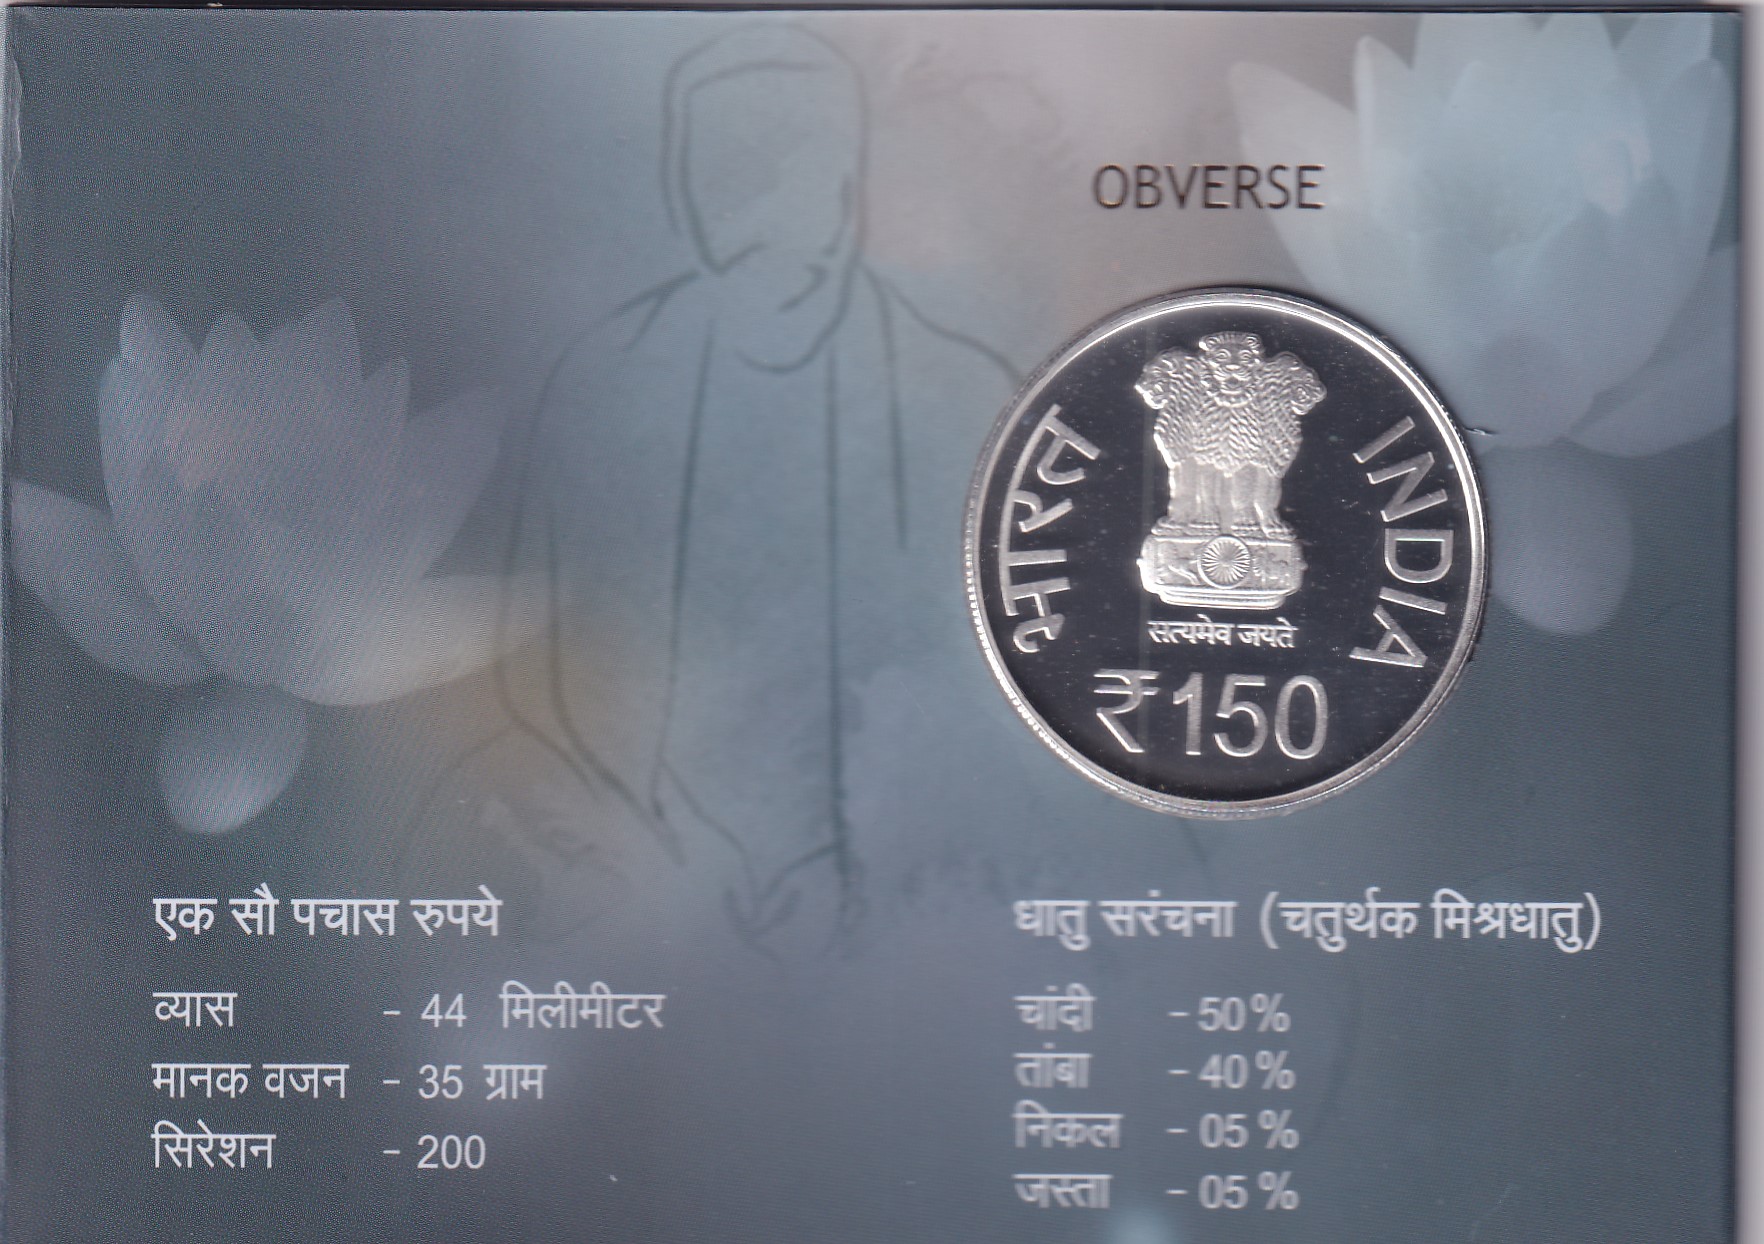 OBVERSE
भारत
INDIA
सत्यमेव जयते
₹150
एक सौ पचास रुपये
व्यास - 44 मिलीमीटर
मानक वजन - 35 ग्राम
सिरेशन - 200
धातु सरंचना (चतुर्थक मिश्रधातु)
चांदी - 50%
तांबा - 40%
निकल - 05%
जस्ता - 05%